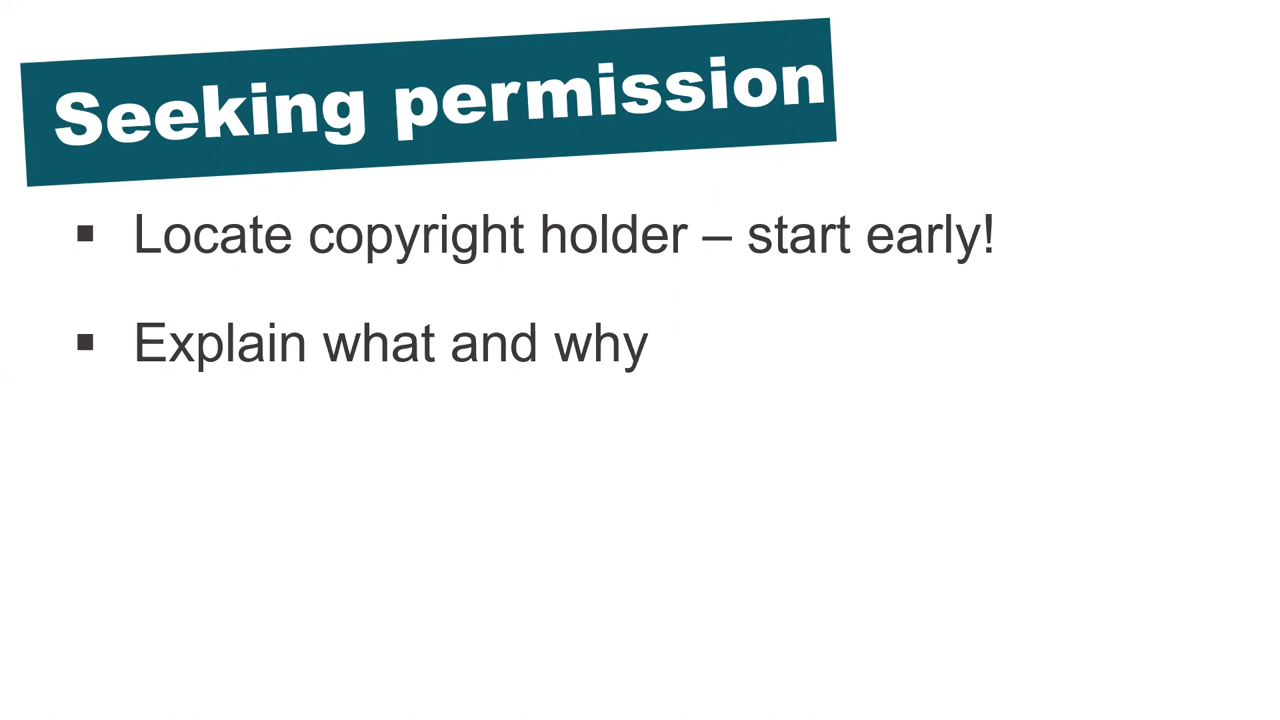 Seeking permission
▪ Locate copyright holder – start early!
▪ Explain what and why